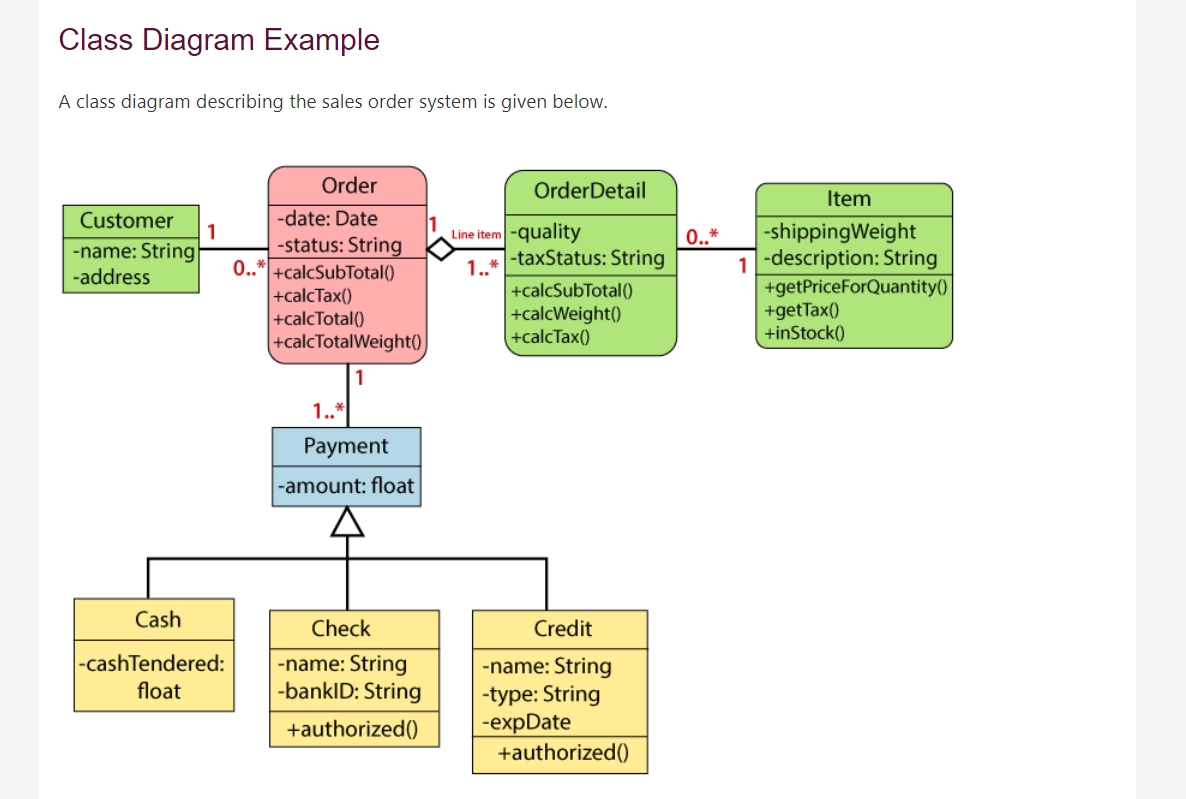 Class Diagram Example
A class diagram describing the sales order system is given below.
Customer
-name: String
-address
1
0..*
Order
-date: Date
-status: String
+calcSubTotal()
+calcTax()
+calcTotal()
+calcTotalWeight()
1
Line item
1..*
OrderDetail
-quality
-taxStatus: String
+calcSubTotal()
+calcWeight()
+calcTax()
0..*
1
Item
-shippingWeight
-description: String
+getPriceForQuantity()
+getTax()
+inStock()
1
1..*
Payment
-amount: float
Cash
-cashTendered:
float
Check
-name: String
-bankID: String
+authorized()
Credit
-name: String
-type: String
-expDate
+authorized()